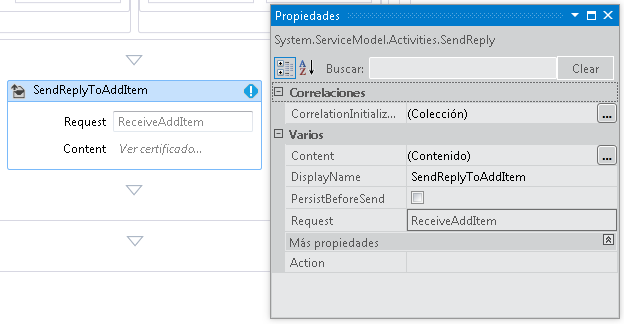 SendReplyToAddItem
Request ReceiveAddItem
Content Ver certificado...
Propiedades
System.ServiceModel.Activities.SendReply
Buscar: Clear
Correlaciones
CorrelationInitializ... (Colección) ...
Varios
Content (Contenido) ...
DisplayName SendReplyToAddItem
PersistBeforeSend
Request ReceiveAddItem
Más propiedades
Action